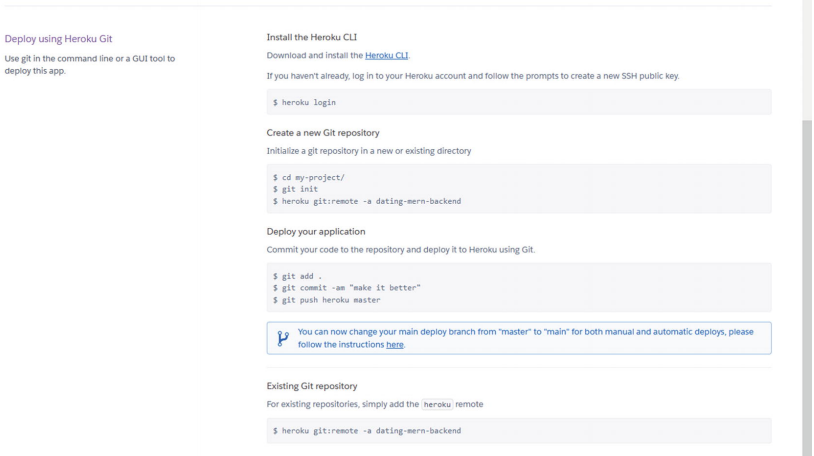 Deploy using Heroku Git
Use git in the command line or a GUI tool to
deploy this app.
Install the Heroku CLI
Download and install the Heroku CLI.
If you haven't already, log in to your Heroku account and follow the prompts to create a new SSH public key.
$ heroku login
Create a new Git repository
Initialize a git repository in a new or existing directory
$ cd my-project/
$ git init
$ heroku git:remote -a dating-mern-backend
Deploy your application
Commit your code to the repository and deploy it to Heroku using Git.
$ git add .
$ git commit -am "make it better"
$ git push heroku master
You can now change your main deploy branch from "master" to "main" for both manual and automatic deploys, please
follow the instructions here.
Existing Git repository
For existing repositories, simply add the heroku remote
$ heroku git:remote -a dating-mern-backend